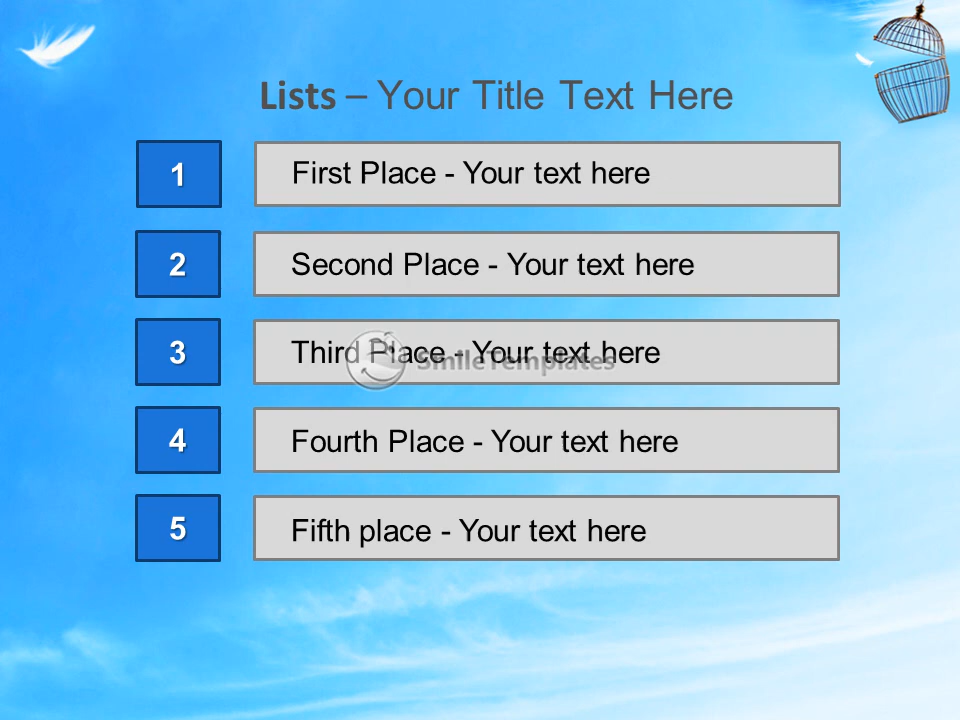 Lists – Your Title Text Here
1
First Place - Your text here
2
Second Place - Your text here
3
Third Place - Your text here
SmileTemplates
4
Fourth Place - Your text here
5
Fifth place - Your text here